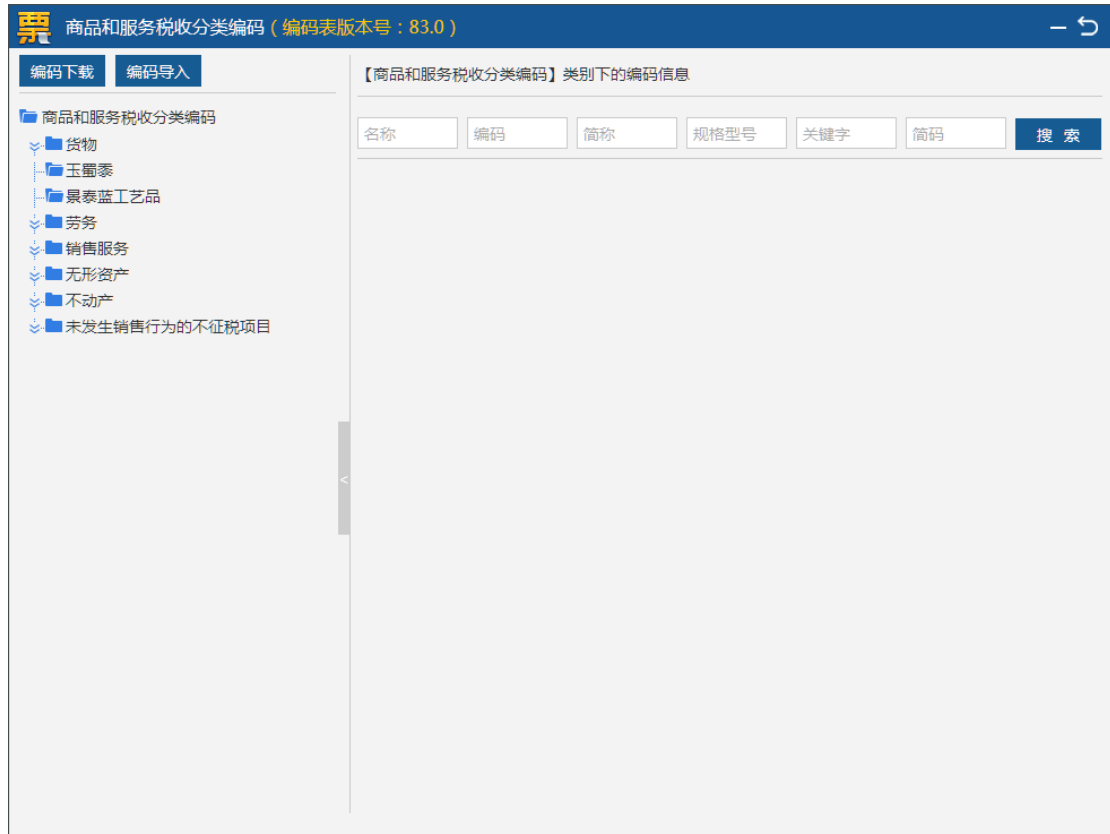 票 商品和服务税收分类编码（编码表版本号：83.0）
编码下载 编码导入
商品和服务税收分类编码
货物
玉蜀黍
景泰蓝工艺品
劳务
销售服务
无形资产
不动产
未发生销售行为的不征税项目
【商品和服务税收分类编码】类别下的编码信息
名称 编码 简称 规格型号 关键字 简码 搜 索
<